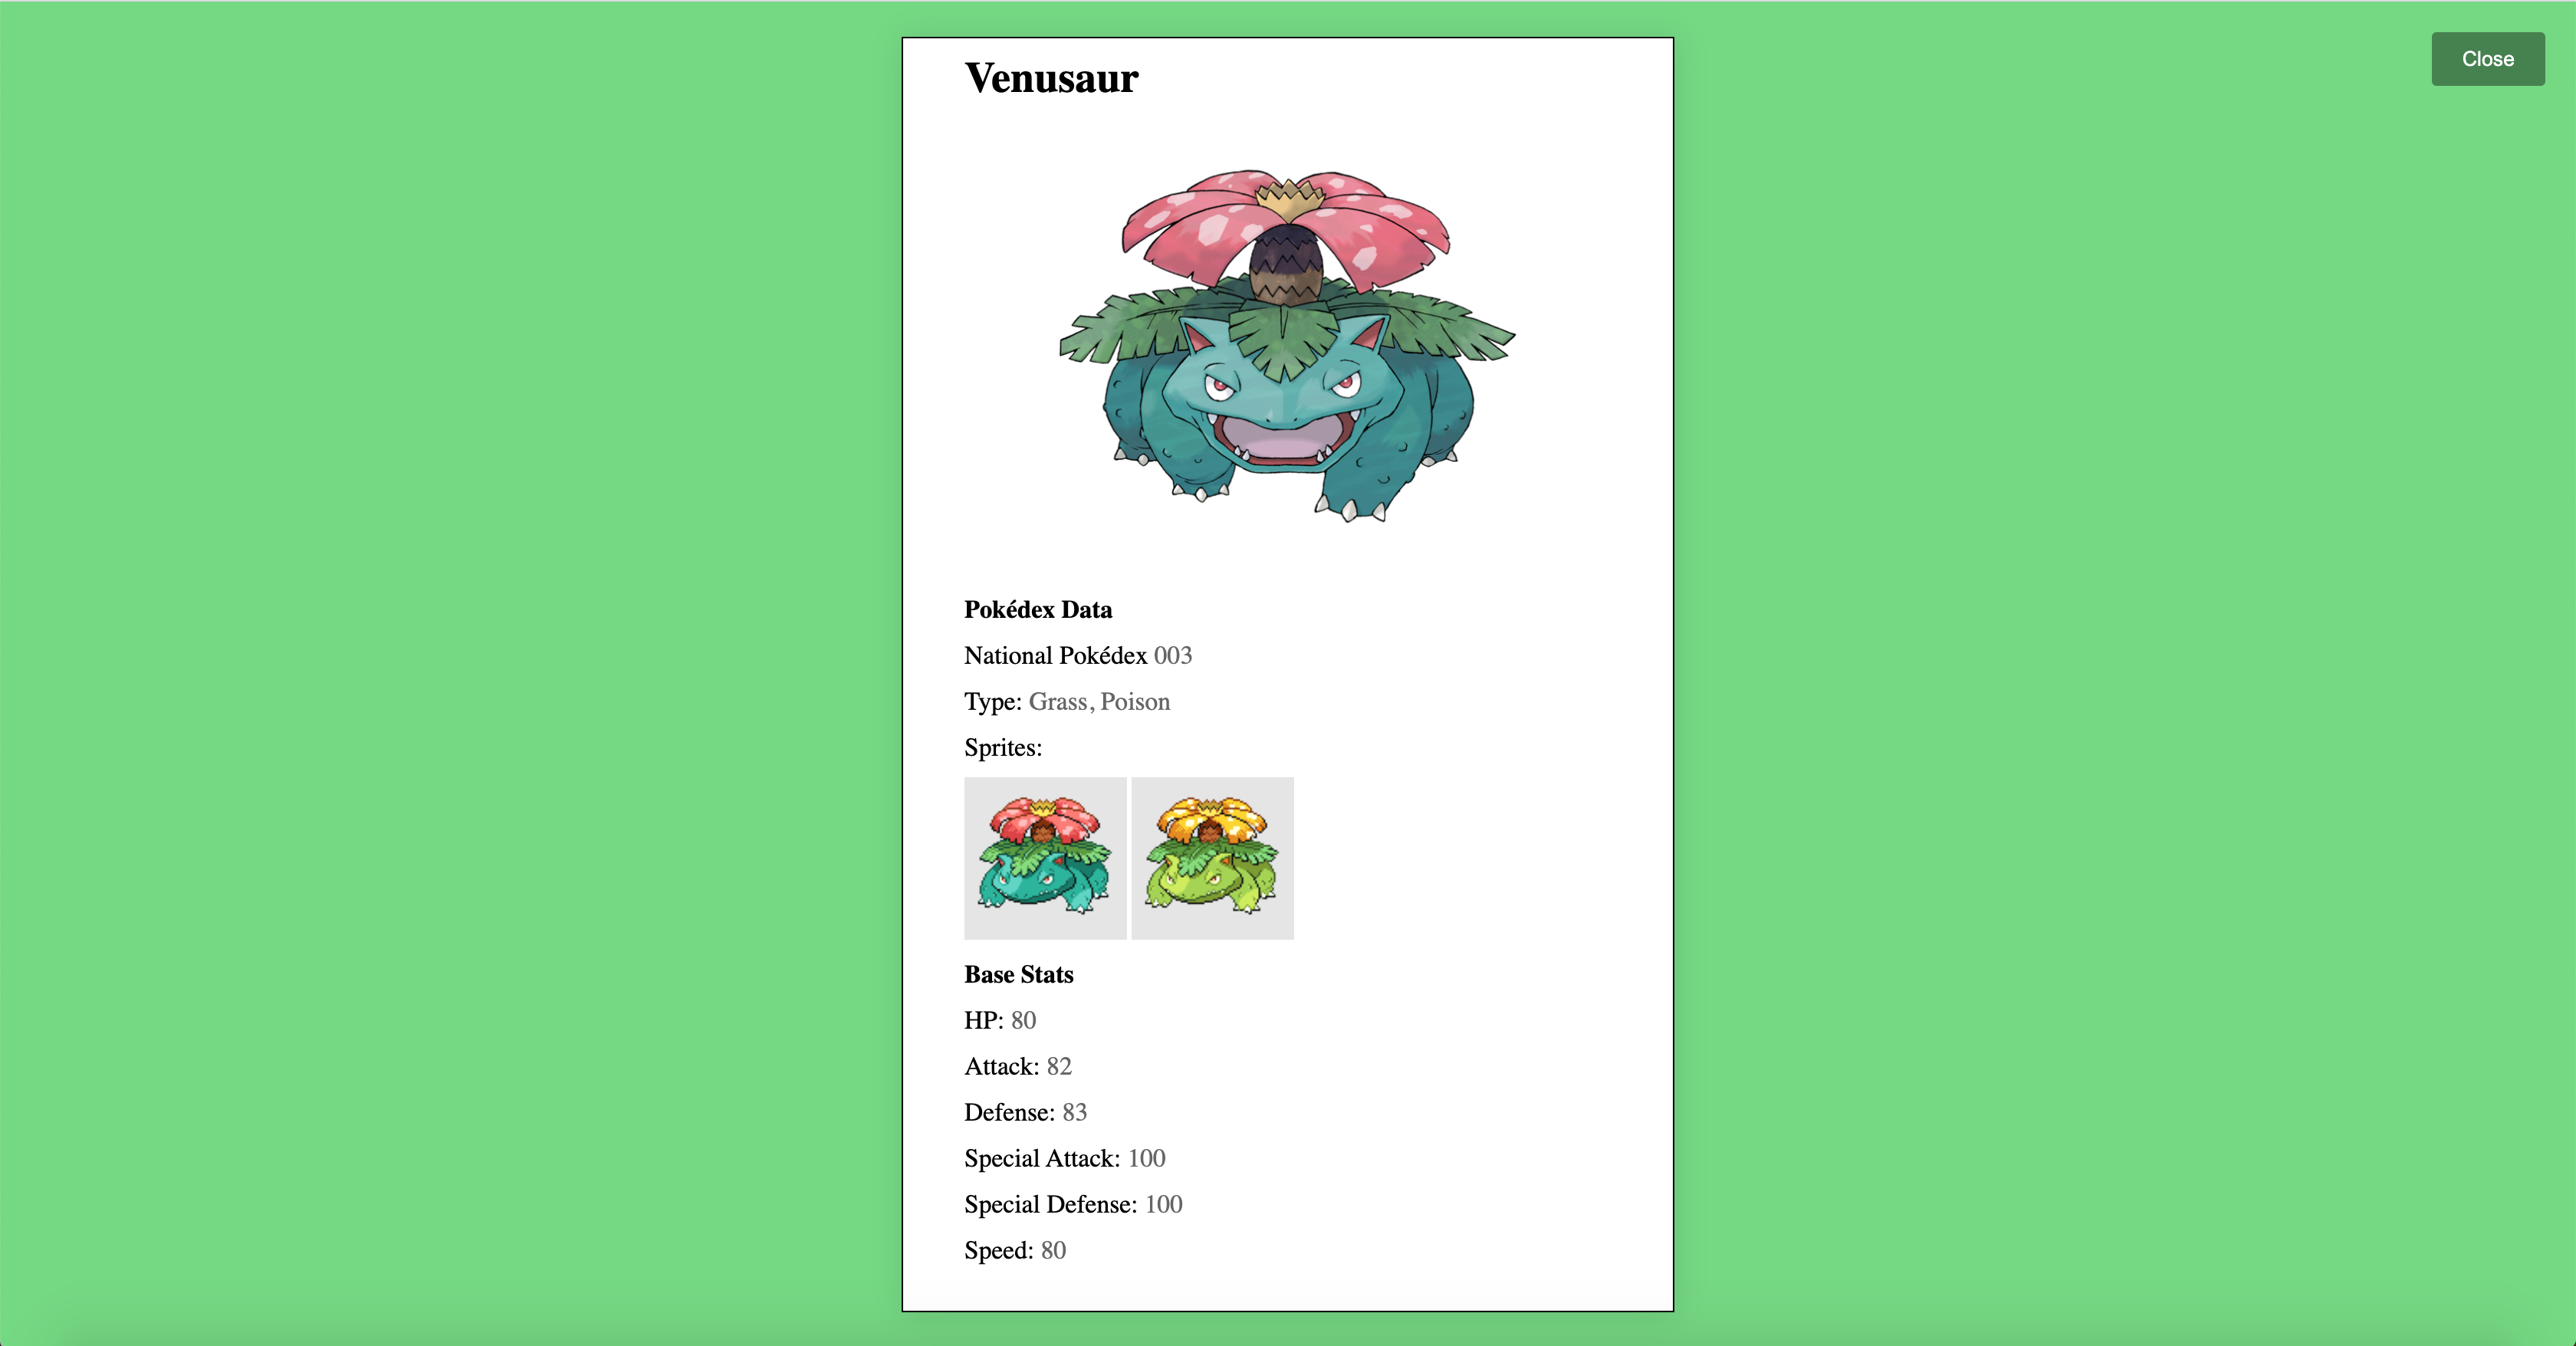 Close
Venusaur
Pokédex Data
National Pokédex 003
Type: Grass, Poison
Sprites:
Base Stats
HP: 80
Attack: 82
Defense: 83
Special Attack: 100
Special Defense: 100
Speed: 80